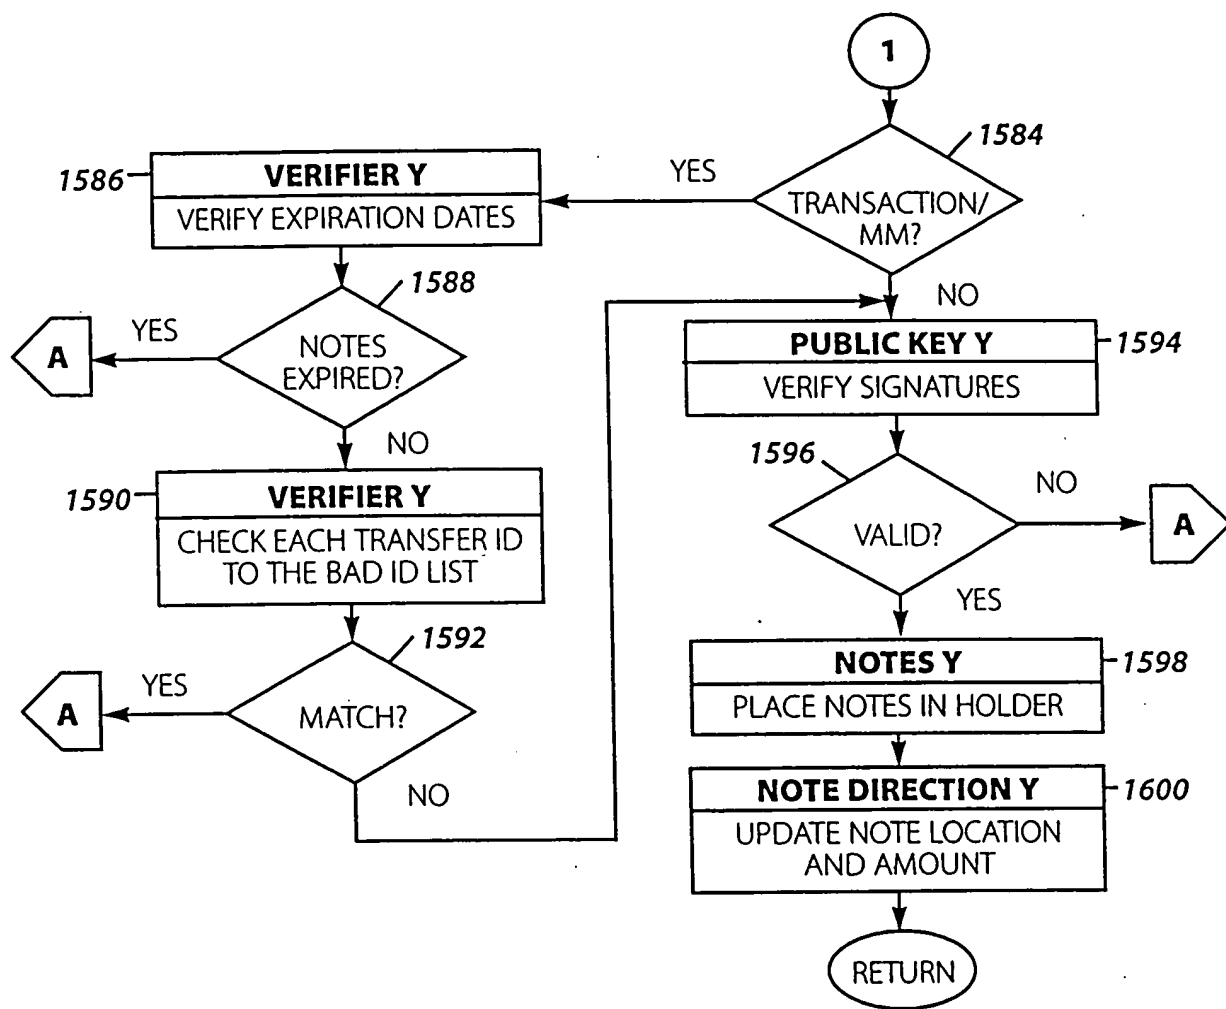 1
1584
TRANSACTION/
MM?
YES
NO
1586
VERIFIER Y
VERIFY EXPIRATION DATES
1588
NOTES
EXPIRED?
YES
A
NO
1590
VERIFIER Y
CHECK EACH TRANSFER ID
TO THE BAD ID LIST
1592
MATCH?
YES
A
NO
PUBLIC KEY Y
1594
VERIFY SIGNATURES
1596
VALID?
NO
A
YES
NOTES Y
1598
PLACE NOTES IN HOLDER
NOTE DIRECTION Y
1600
UPDATE NOTE LOCATION
AND AMOUNT
RETURN